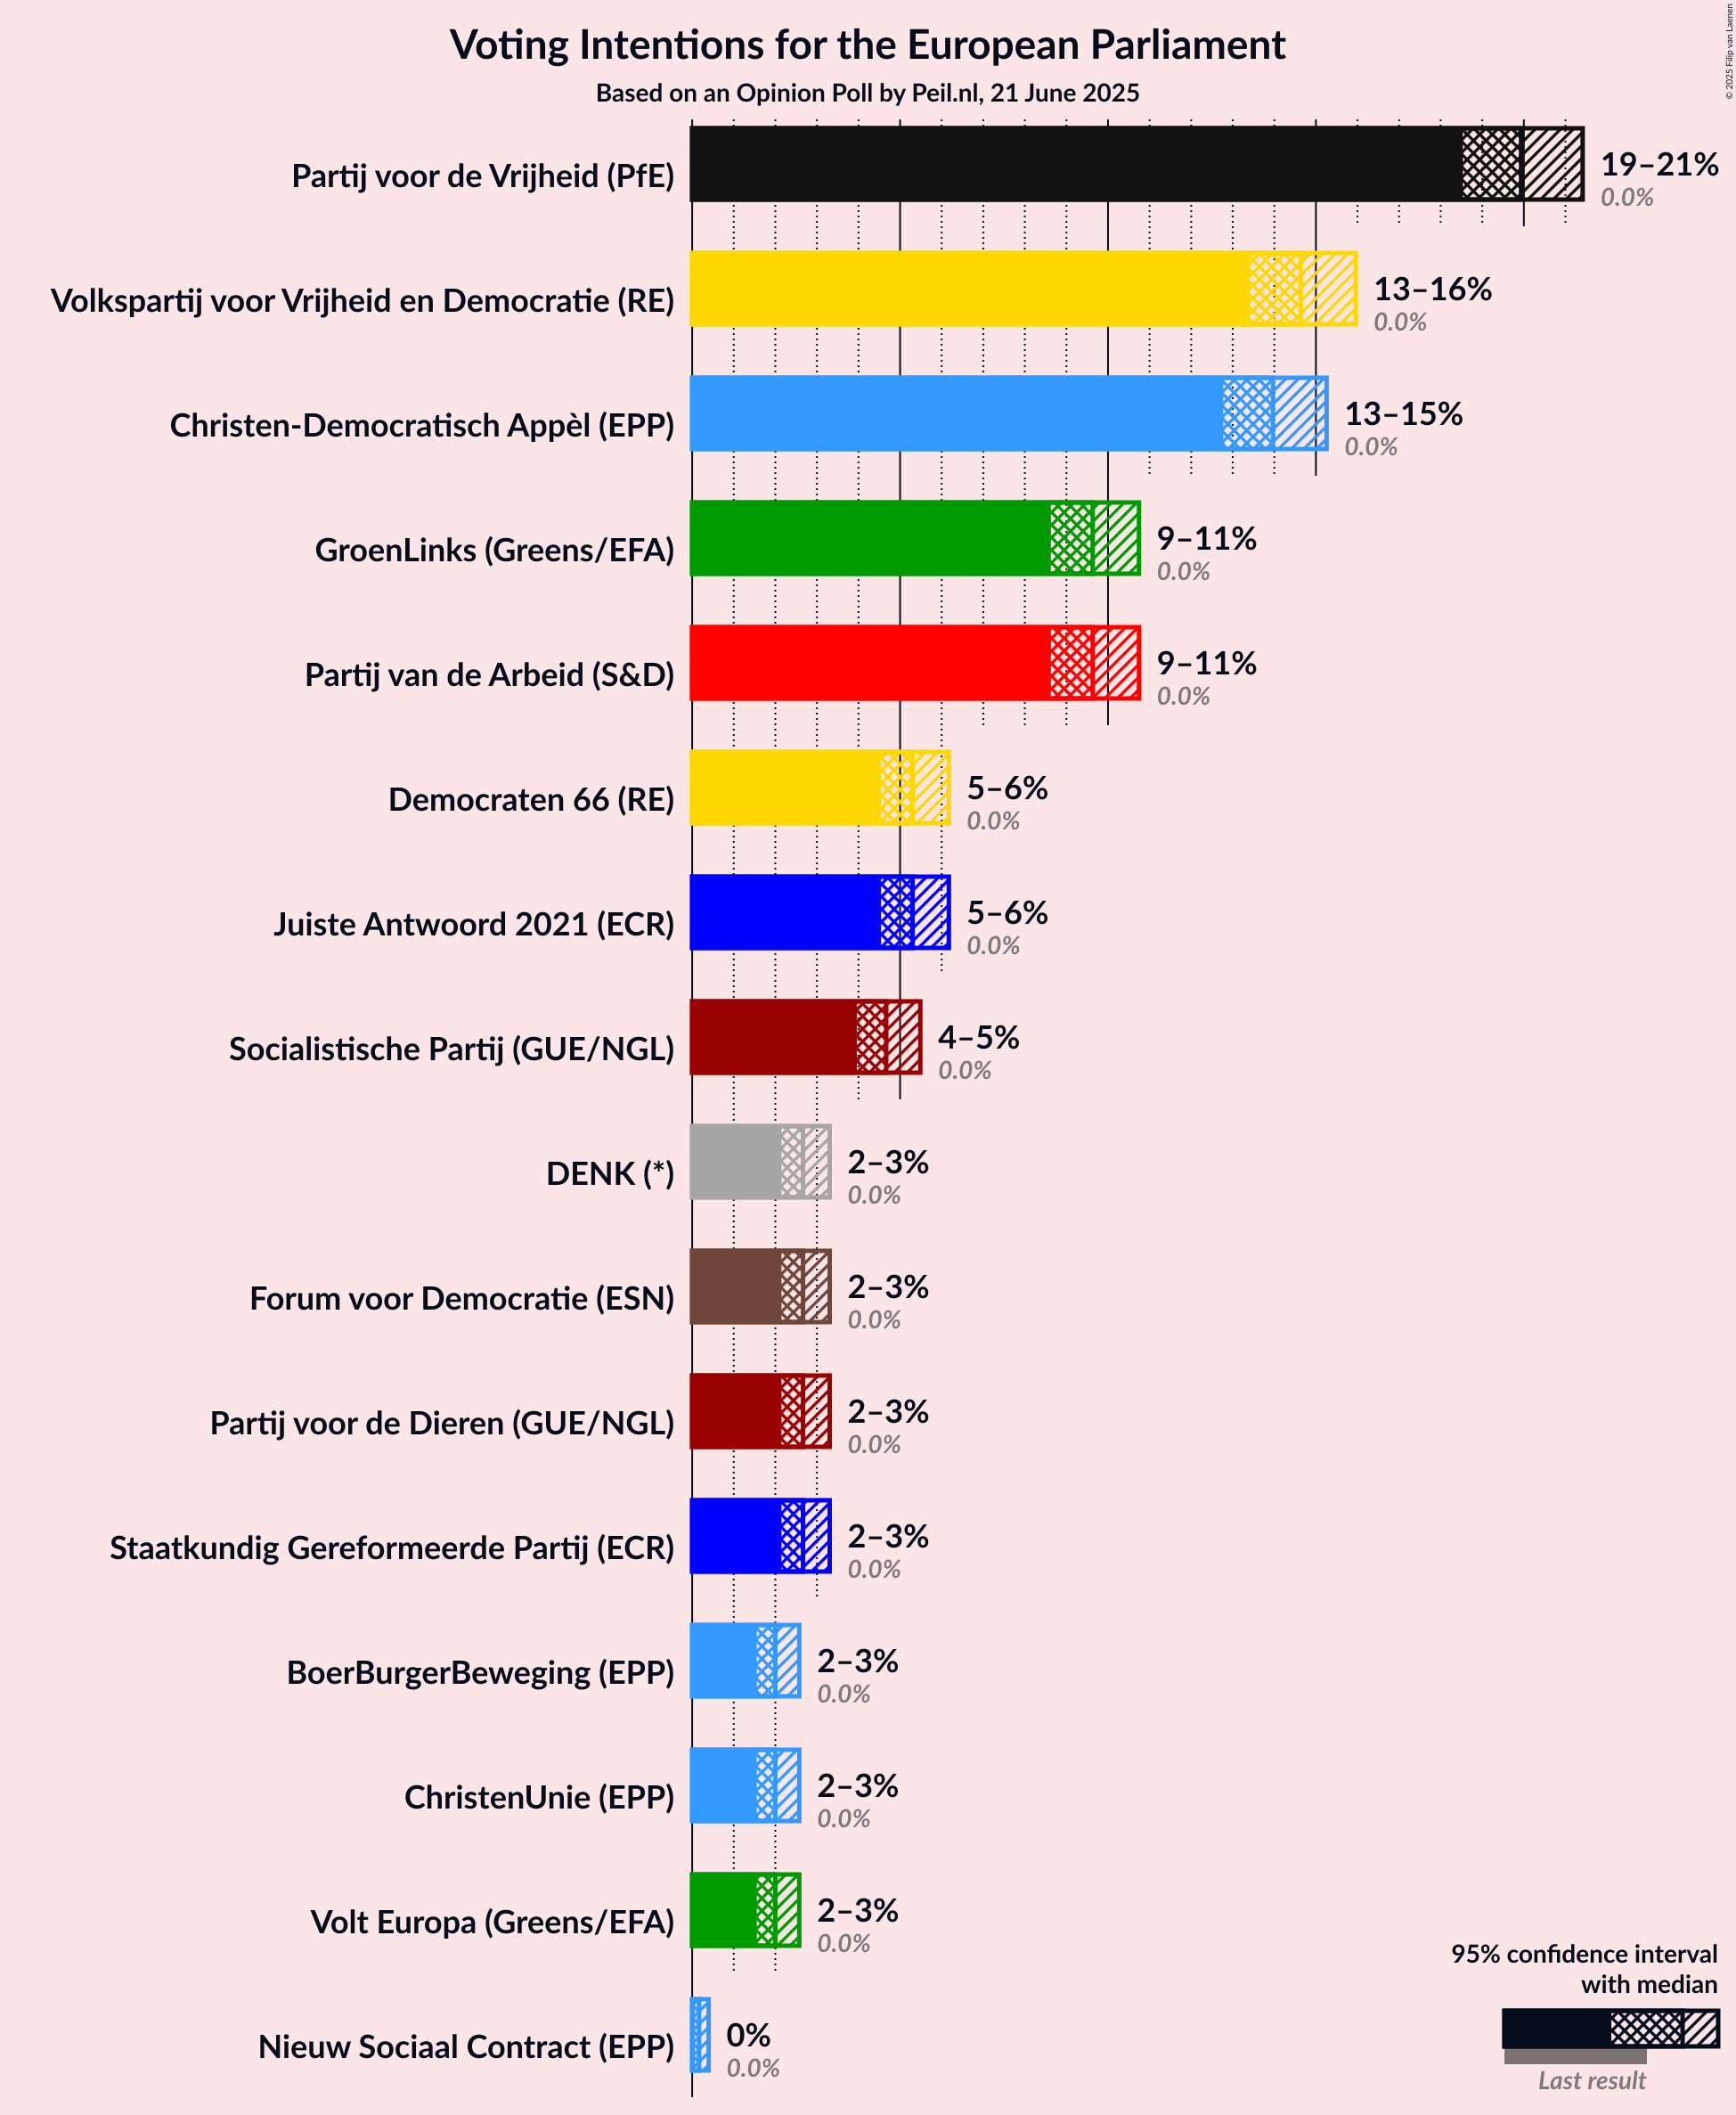 Voting Intentions for the European Parliament
Based on an Opinion Poll by Peil.nl, 21 June 2025
© 2025 Filip van Laenen
Partij voor de Vrijheid (PfE)
19–21%
0.0%
Volkspartij voor Vrijheid en Democratie (RE)
13–16%
0.0%
Christen-Democratisch Appèl (EPP)
13–15%
0.0%
GroenLinks (Greens/EFA)
9–11%
0.0%
Partij van de Arbeid (S&D)
9–11%
0.0%
Democraten 66 (RE)
5–6%
0.0%
Juiste Antwoord 2021 (ECR)
5–6%
0.0%
Socialistische Partij (GUE/NGL)
4–5%
0.0%
DENK (*)
2–3%
0.0%
Forum voor Democratie (ESN)
2–3%
0.0%
Partij voor de Dieren (GUE/NGL)
2–3%
0.0%
Staatkundig Gereformeerde Partij (ECR)
2–3%
0.0%
BoerBurgerBeweging (EPP)
2–3%
0.0%
ChristenUnie (EPP)
2–3%
0.0%
Volt Europa (Greens/EFA)
2–3%
0.0%
Nieuw Sociaal Contract (EPP)
0%
0.0%
95% confidence interval
with median
Last result